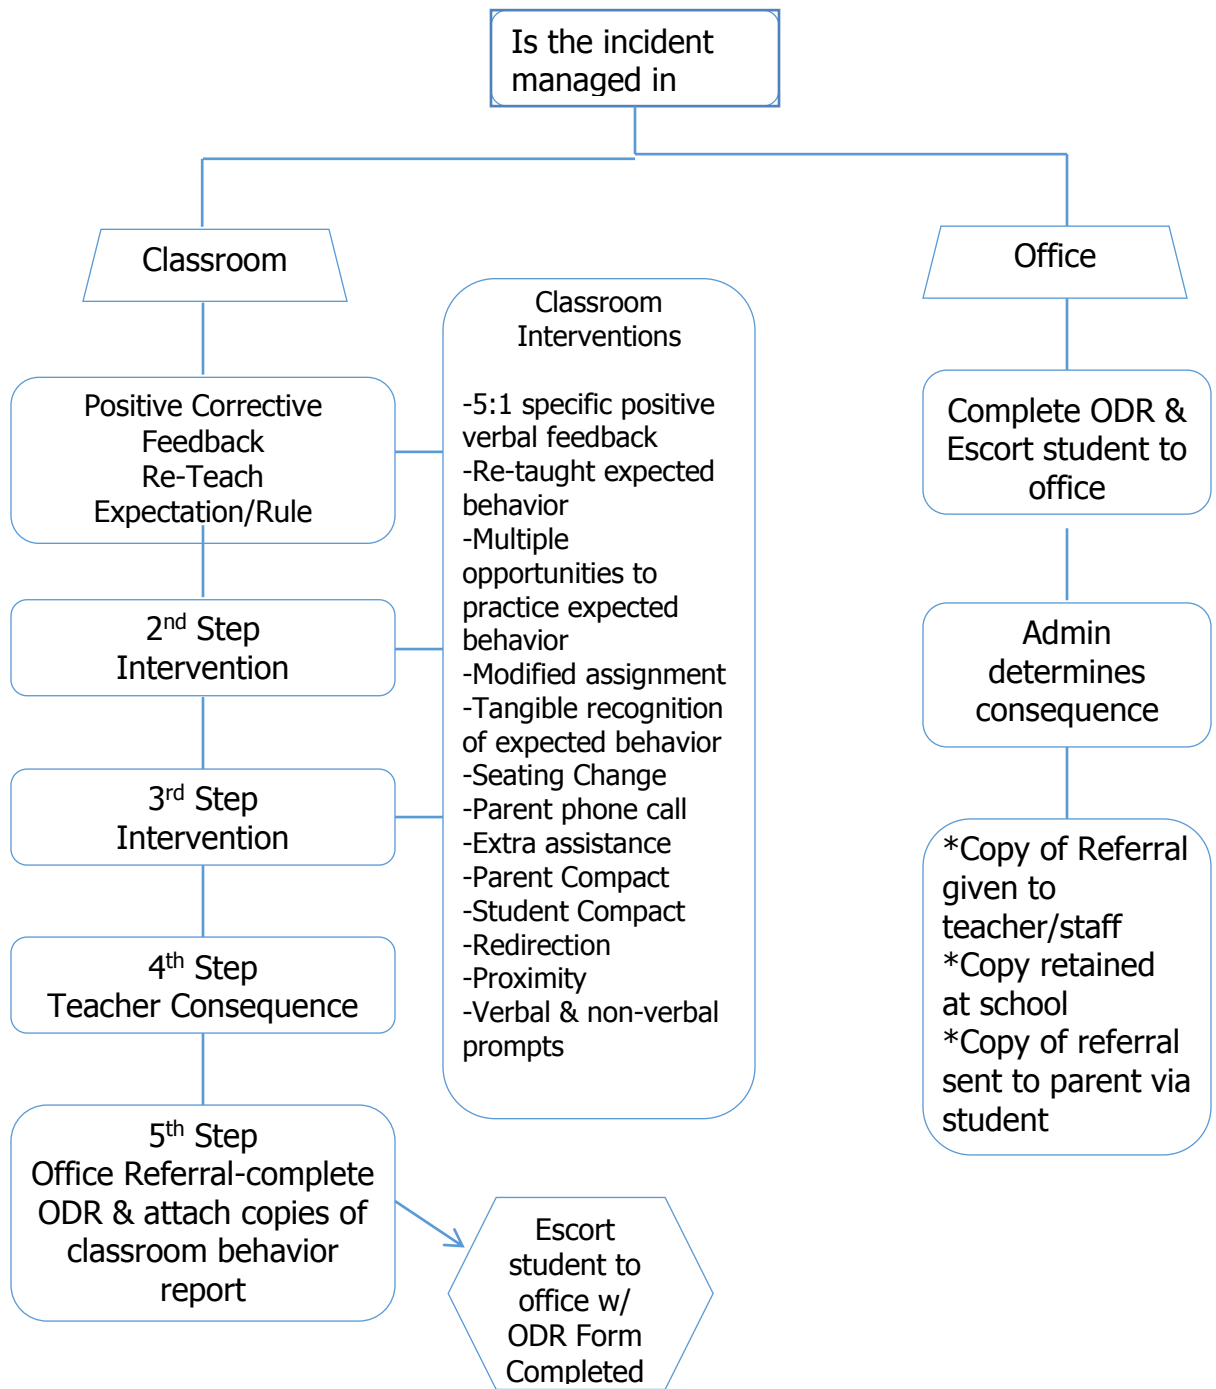 Is the incident
managed in
Classroom
Office
Positive Corrective
Feedback
Re-Teach
Expectation/Rule
2nd Step
Intervention
3rd Step
Intervention
4th Step
Teacher Consequence
5th Step
Office Referral-complete
ODR & attach copies of
classroom behavior
report
Classroom
Interventions
-5:1 specific positive
verbal feedback
-Re-taught expected
behavior
-Multiple
opportunities to
practice expected
behavior
-Modified assignment
-Tangible recognition
of expected behavior
-Seating Change
-Parent phone call
-Extra assistance
-Parent Compact
-Student Compact
-Redirection
-Proximity
-Verbal & non-verbal
prompts
Escort
student to
office w/
ODR Form
Completed
Complete ODR &
Escort student to
office
Admin
determines
consequence
*Copy of Referral
given to
teacher/staff
*Copy retained
at school
*Copy of referral
sent to parent via
student